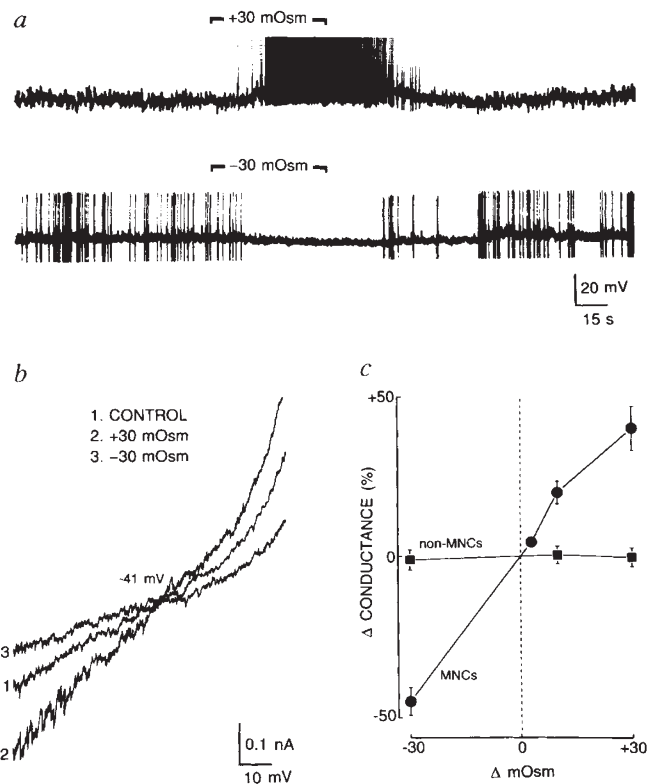 a
+30 mOsm
−30 mOsm
20 mV
15 s
b
1. CONTROL
2. +30 mOsm
3. −30 mOsm
-41 mV
3
1
2
0.1 nA
10 mV
c
+50
0
-50
Δ CONDUCTANCE (%)
non-MNCs
MNCs
-30
0
+30
Δ mOsm